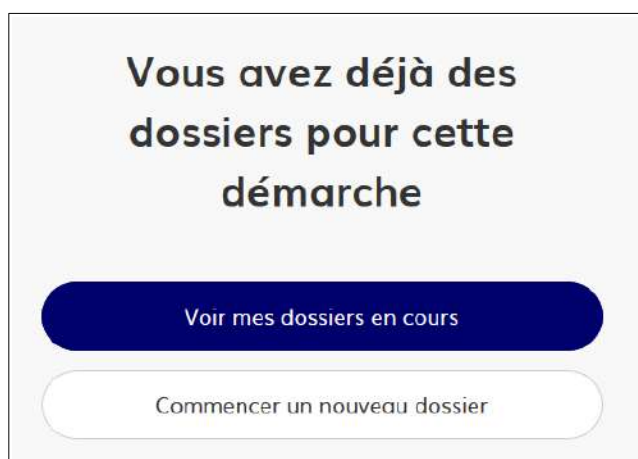 Vous avez déjà des
dossiers pour cette
démarche
Voir mes dossiers en cours
Commencer un nouveau dossier